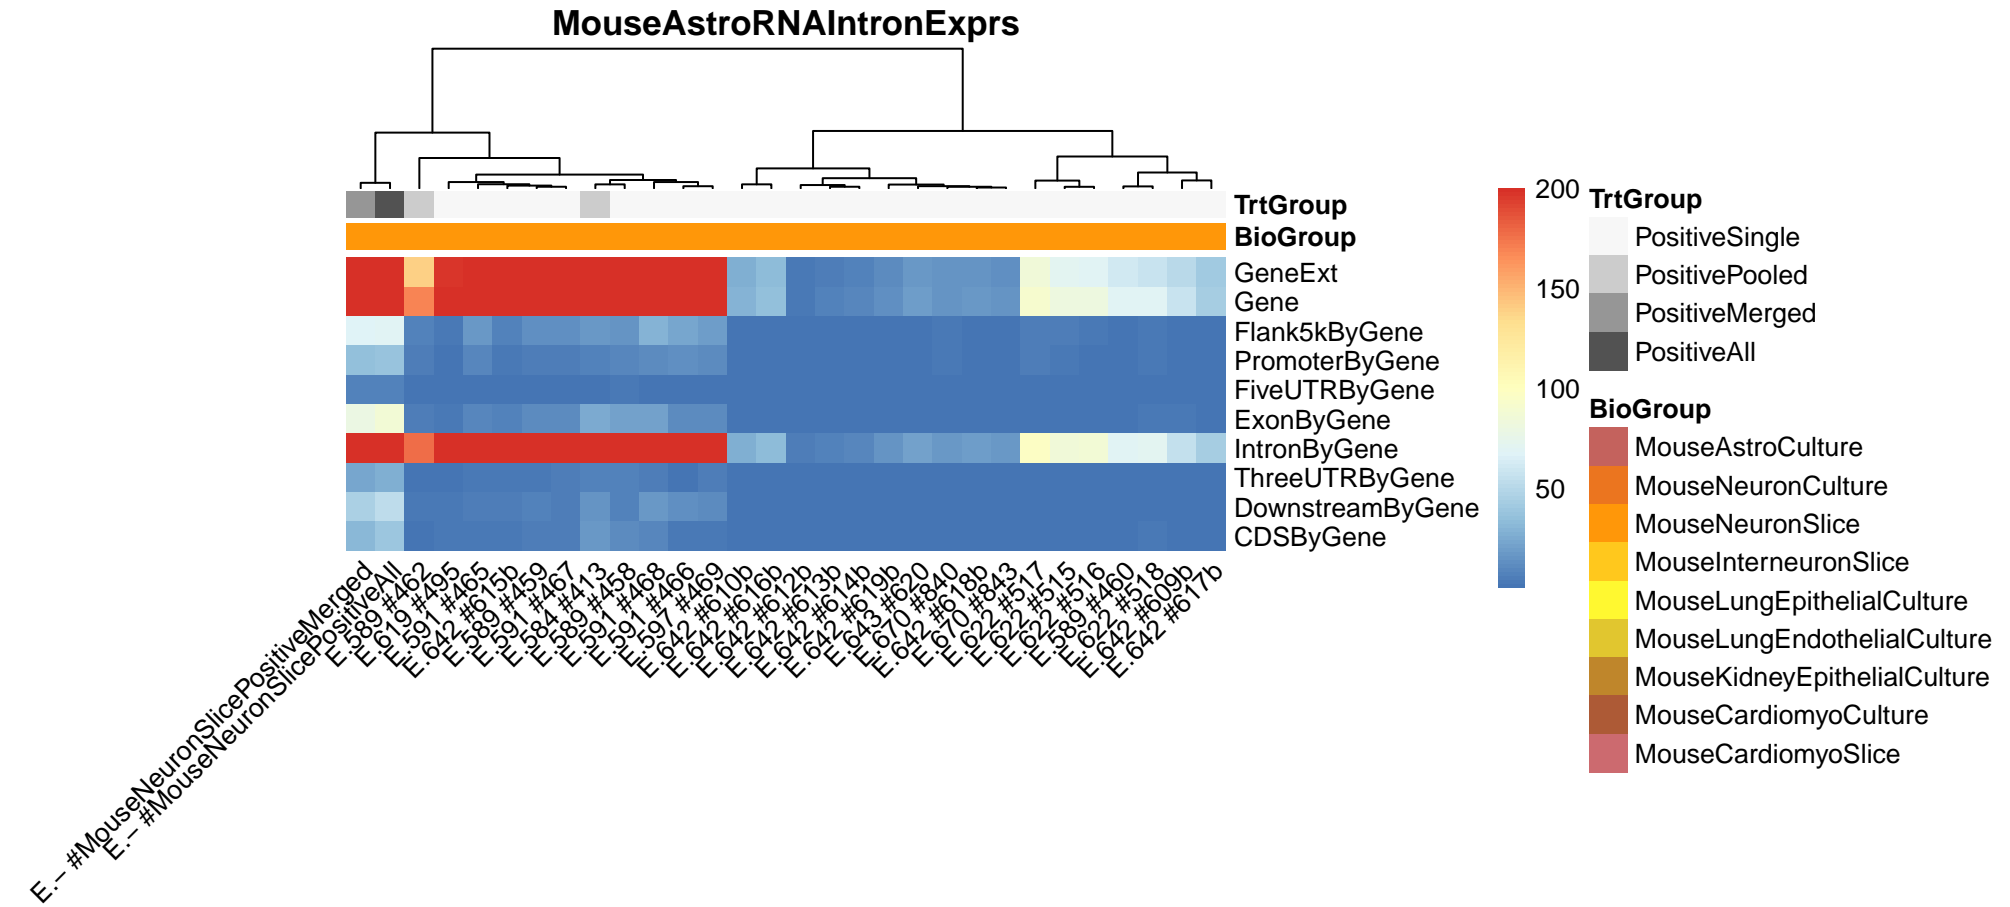 MouseAstroRNAIntronExprs
TrtGroup
BioGroup
GeneExt
Gene
Flank5kByGene
PromoterByGene
FiveUTRByGene
ExonByGene
IntronByGene
ThreeUTRByGene
DownstreamByGene
CDSByGene
E.− #MouseNeuronSlicePositiveMerged
E.− #MouseNeuronSlicePositiveAll
E.589 #462
E.619 #495
E.591 #465
E.642 #615b
E.589 #459
E.591 #467
E.584 #413
E.589 #458
E.591 #468
E.591 #466
E.597 #469
E.642 #610b
E.642 #616b
E.642 #612b
E.642 #613b
E.642 #614b
E.642 #619b
E.643 #620
E.670 #840
E.642 #618b
E.670 #843
E.622 #517
E.622 #515
E.622 #516
E.589 #460
E.622 #518
E.642 #609b
E.642 #617b
200
150
100
50
TrtGroup
PositiveSingle
PositivePooled
PositiveMerged
PositiveAll
BioGroup
MouseAstroCulture
MouseNeuronCulture
MouseNeuronSlice
MouseInterneuronSlice
MouseLungEpithelialCulture
MouseLungEndothelialCulture
MouseKidneyEpithelialCulture
MouseCardiomyoCulture
MouseCardiomyoSlice